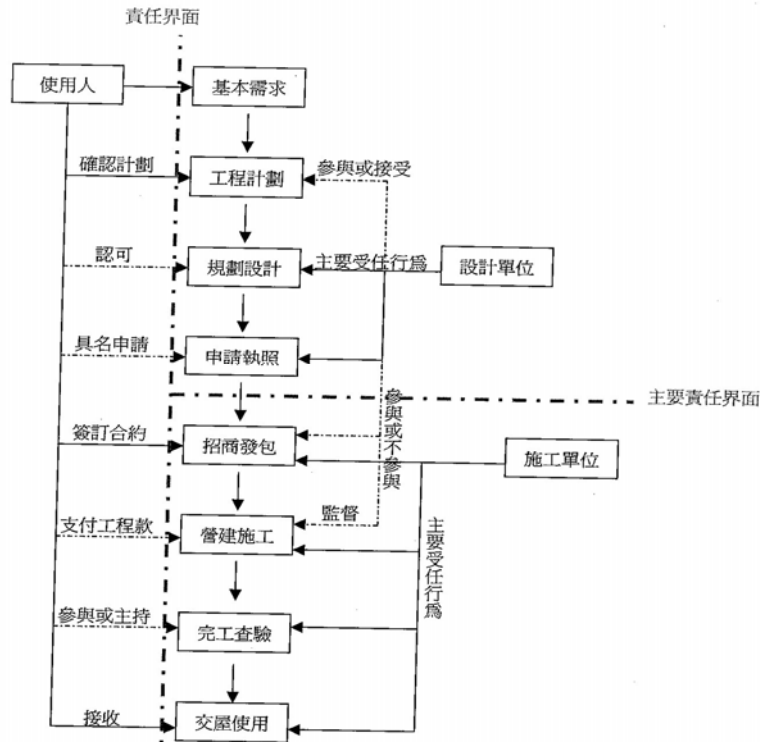 責任界面
使用人
基本需求
確認計劃
工程計劃
參與或接受
認可
規劃設計
主要受任行爲
設計單位
具名申請
申請執照
主要責任界面
參與或不參與
簽訂合約
招商發包
施工單位
支付工程款
營建施工
監督
主要受任行爲
參與或主持
完工查驗
接收
交屋使用